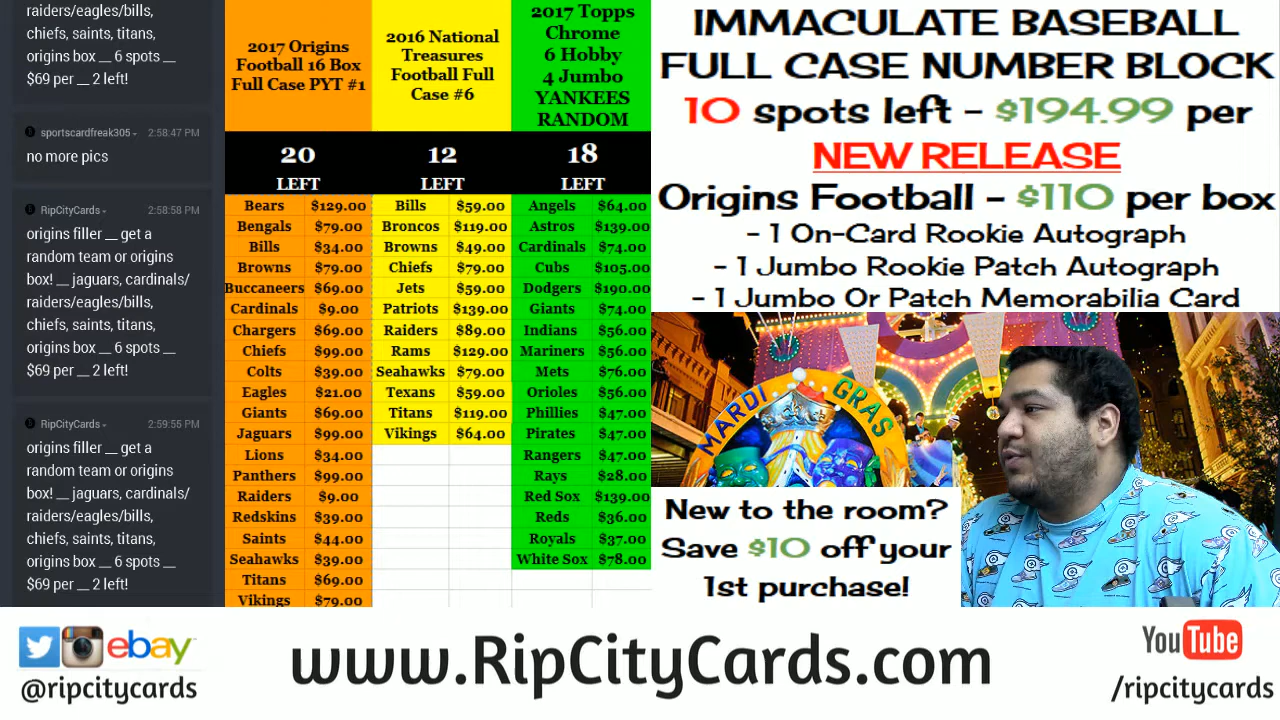 raiders/eagles/bills,
chiefs, saints, titans,
origins box __ 6 spots __
$69 per __ 2 left!
sportscardfreak305
2:58:47 PM
no more pics
RipCityCards
2:58:58 PM
origins filler __ get a
random team or origins
box! __ jaguars, cardinals/
raiders/eagles/bills,
chiefs, saints, titans,
origins box __ 6 spots __
$69 per __ 2 left!
RipCityCards
2:59:55 PM
origins filler __ get a
random team or origins
box! __ jaguars, cardinals/
raiders/eagles/bills,
chiefs, saints, titans,
origins box __ 6 spots __
$69 per __ 2 left!
2017 Origins
Football 16 Box
Full Case PYT #1
20
LEFT
Bears $129.00
Bengals $79.00
Bills $34.00
Browns $79.00
Buccaneers $69.00
Cardinals $9.00
Chargers $69.00
Chiefs $99.00
Colts $39.00
Eagles $21.00
Giants $69.00
Jaguars $99.00
Lions $34.00
Panthers $99.00
Raiders $9.00
Redskins $39.00
Saints $44.00
Seahawks $39.00
Titans $69.00
Vikings $79.00
2016 National
Treasures
Football Full
Case #6
12
LEFT
Bills $59.00
Broncos $119.00
Browns $49.00
Chiefs $79.00
Jets $59.00
Patriots $139.00
Raiders $89.00
Rams $129.00
Seahawks $79.00
Texans $59.00
Titans $119.00
Vikings $64.00
2017 Topps
Chrome
6 Hobby
4 Jumbo
YANKEES
RANDOM
18
LEFT
Angels $64.00
Astros $139.00
Cardinals $74.00
Cubs $105.00
Dodgers $190.00
Giants $74.00
Indians $56.00
Mariners $56.00
Mets $76.00
Orioles $56.00
Phillies $47.00
Pirates $47.00
Rangers $47.00
Rays $28.00
Red Sox $139.00
Reds $36.00
Royals $37.00
White Sox $78.00
IMMACULATE BASEBALL
FULL CASE NUMBER BLOCK
10 spots left - $194.99 per
NEW RELEASE
Origins Football - $110 per box
- 1 On-Card Rookie Autograph
- 1 Jumbo Rookie Patch Autograph
- 1 Jumbo Or Patch Memorabilia Card
MARDI GRAS
New to the room?
Save $10 off your
1st purchase!
ebay
@ripcitycards
www.RipCityCards.com
YouTube
/ripcitycards